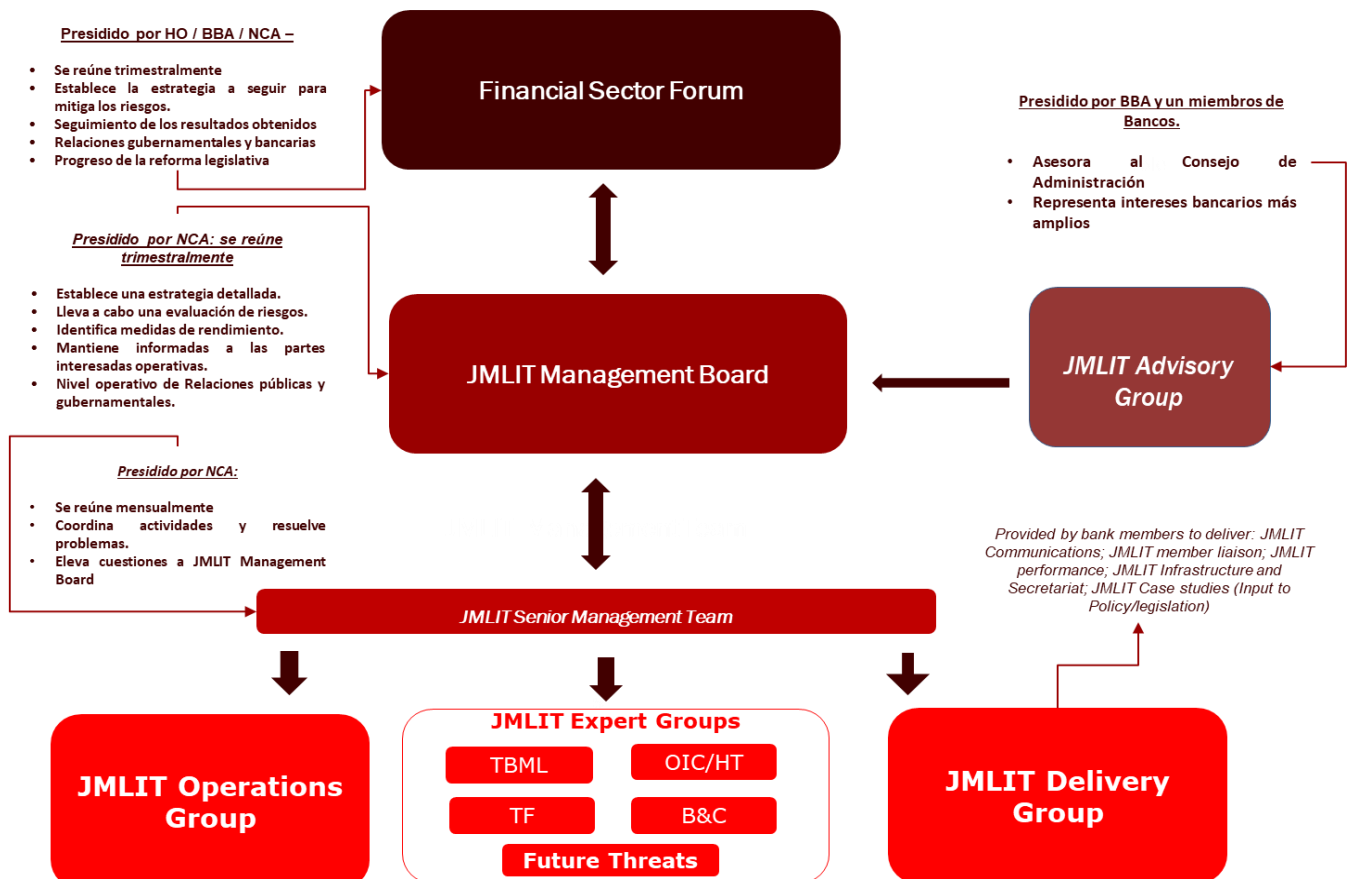 Presidido por HO / BBA / NCA –
• Se reúne trimestralmente
• Establece la estrategia a seguir para
mitiga los riesgos.
• Seguimiento de los resultados obtenidos
• Relaciones gubernamentales y bancarias
• Progreso de la reforma legislativa
Financial Sector Forum
Presidido por BBA y un miembros de
Bancos.
• Asesora al Consejo de
Administración
• Representa intereses bancarios más
amplios
Presidido por NCA: se reúne
trimestralmente
• Establece una estrategia detallada.
• Lleva a cabo una evaluación de riesgos.
• Identifica medidas de rendimiento.
• Mantiene informadas a las partes
interesadas operativas.
• Nivel operativo de Relaciones públicas y
gubernamentales.
JMLIT Management Board
JMLIT Advisory
Group
Presidido por NCA:
• Se reúne mensualmente
• Coordina actividades y resuelve
problemas.
• Eleva cuestiones a JMLIT Management
Board
Provided by bank members to deliver: JMLIT
Communications; JMLIT member liaison; JMLIT
performance; JMLIT Infrastructure and
Secretariat; JMLIT Case studies (Input to
Policy/legislation)
JMLIT Senior Management Team
JMLIT Operations
Group
JMLIT Expert Groups
TBML
OIC/HT
TF
B&C
Future Threats
JMLIT Delivery
Group